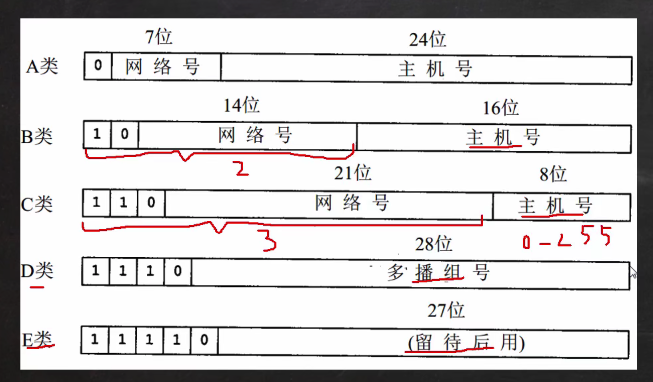 7位 24位
A类 0 网络号 主机号
14位 16位
B类 1 0 网络号 主机号
2
21位 8位
C类 1 1 0 网络号 主机号
3 0-255
28位
D类 1 1 1 0 多播组号
27位
E类 1 1 1 1 0 (留待后用)